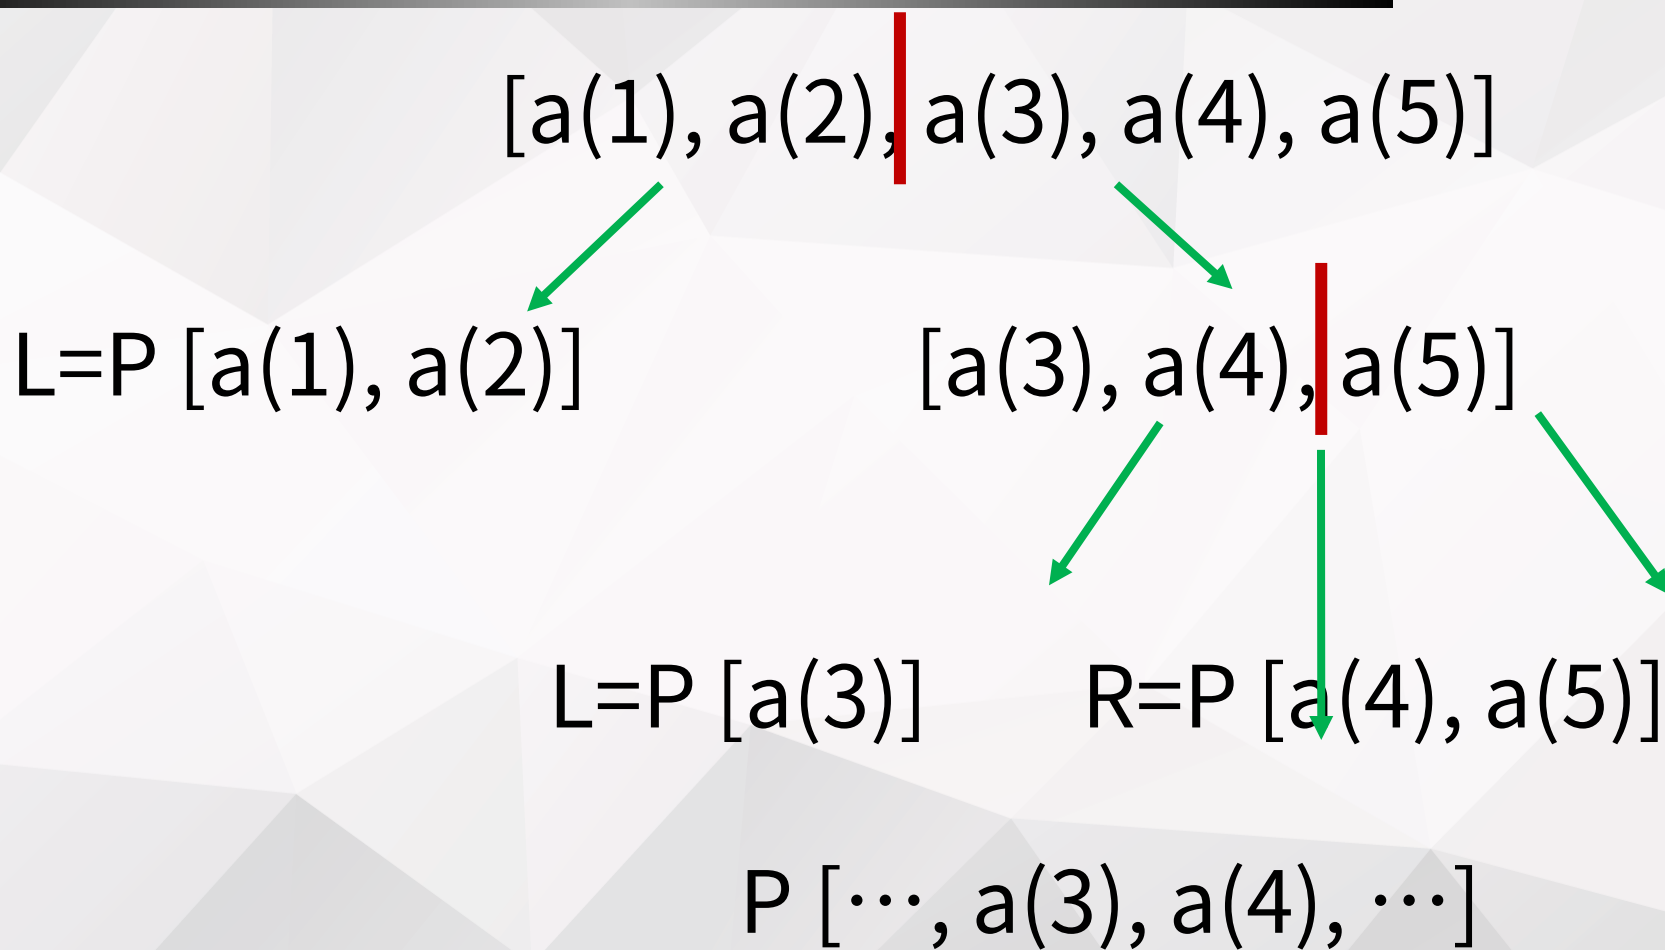 [a(1), a(2), a(3), a(4), a(5)]
L=P [a(1), a(2)]
[a(3), a(4), a(5)]
L=P [a(3)]
R=P [a(4), a(5)]
P [⋯, a(3), a(4), ⋯]